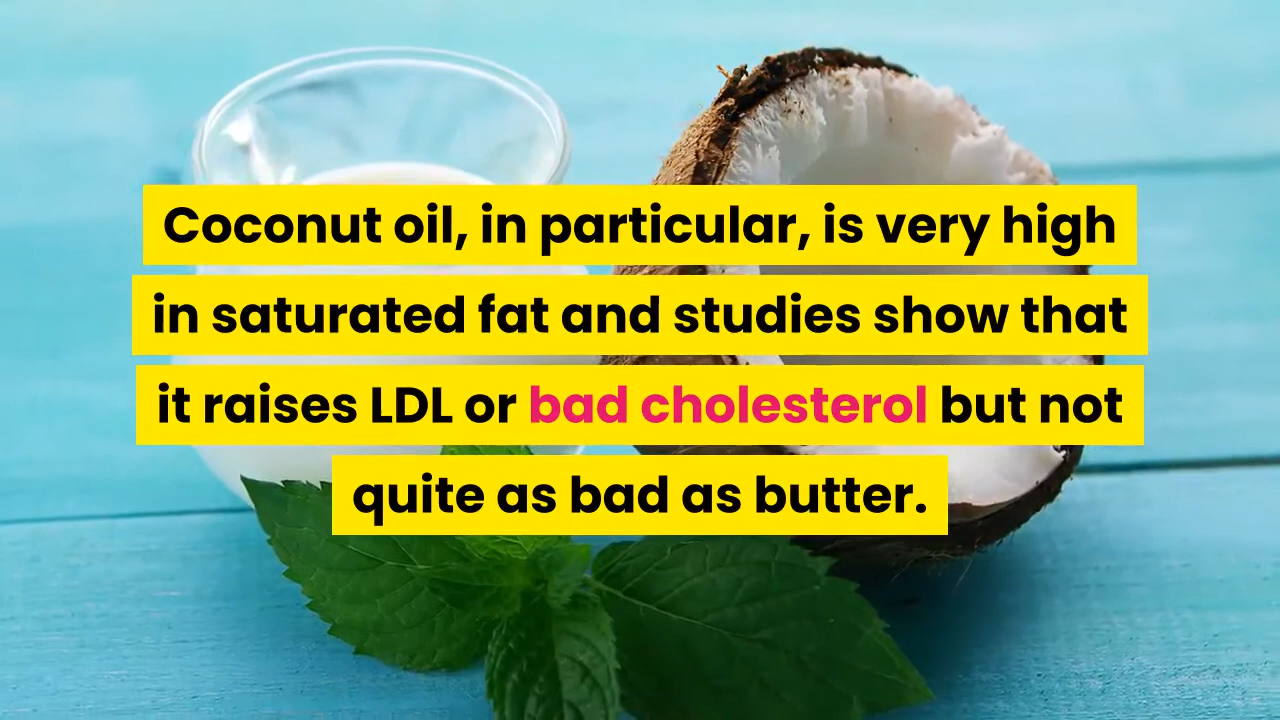 Coconut oil, in particular, is very high
in saturated fat and studies show that
it raises LDL or bad cholesterol but not
quite as bad as butter.